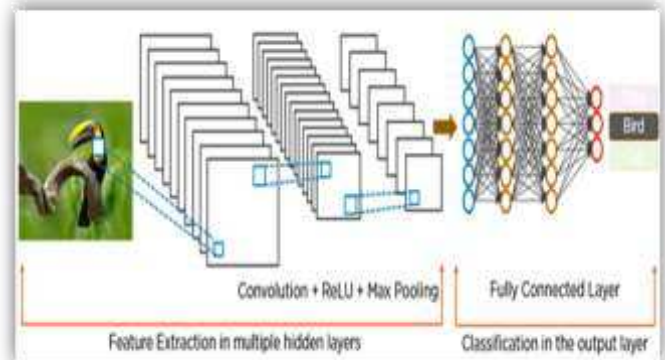 Bird
Convolution + ReLU + Max Pooling
Fully Connected Layer
Feature Extraction in multiple hidden layers
Classification in the output layer